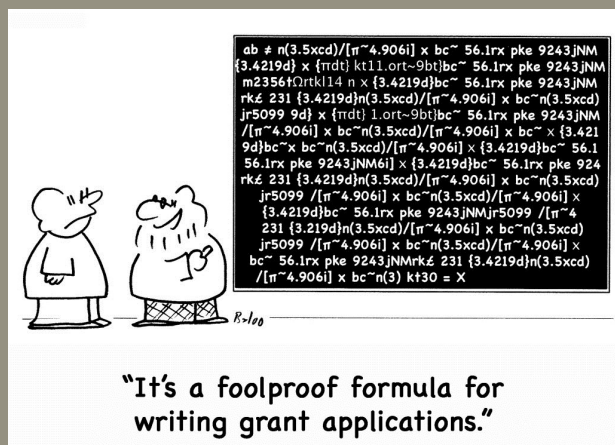 ab ≠ n(3.5xcd)/[π~4.906i] x bc~ 56.1rx pke 9243jNM
{3.4219d} x {πdt} kt11.ort~9bt}bc~ 56.1rx pke 9243jNM
m2356tΩrtkl14 n x {3.4219d}bc~ 56.1rx pke 9243jNM
rk£ 231 {3.4219d}n(3.5xcd)/[π~4.906i] x bc~n(3.5xcd)
jr5099 9d} x {πdt} 1.ort~9bt}bc~ 56.1rx pke 9243jNM
/[π~4.906i] x bc~n(3.5xcd)/[π~4.906i] x bc~ x {3.421
9d}bc~x bc~n(3.5xcd)/[π~4.906i] x {3.4219d}bc~ 56.1
56.1rx pke 9243jNM6i] x {3.4219d}bc~ 56.1rx pke 924
rk£ 231 {3.4219d}n(3.5xcd)/[π~4.906i] x bc~n(3.5xcd)
jr5099 /[π~4.906i] x bc~n(3.5xcd)/[π~4.906i] x
{3.4219d}bc~ 56.1rx pke 9243jNMjr5099 /[π~4
231 {3.219d}n(3.5xcd)/[π~4.906i] x bc~n(3.5xcd)
jr5099 /[π~4.906i] x bc~n(3.5xcd)/[π~4.906i] x
bc~ 56.1rx pke 9243jNMrk£ 231 {3.4219d}n(3.5xcd)
/[π~4.906i] x bc~n(3) kt30 = X
"It's a foolproof formula for
writing grant applications."